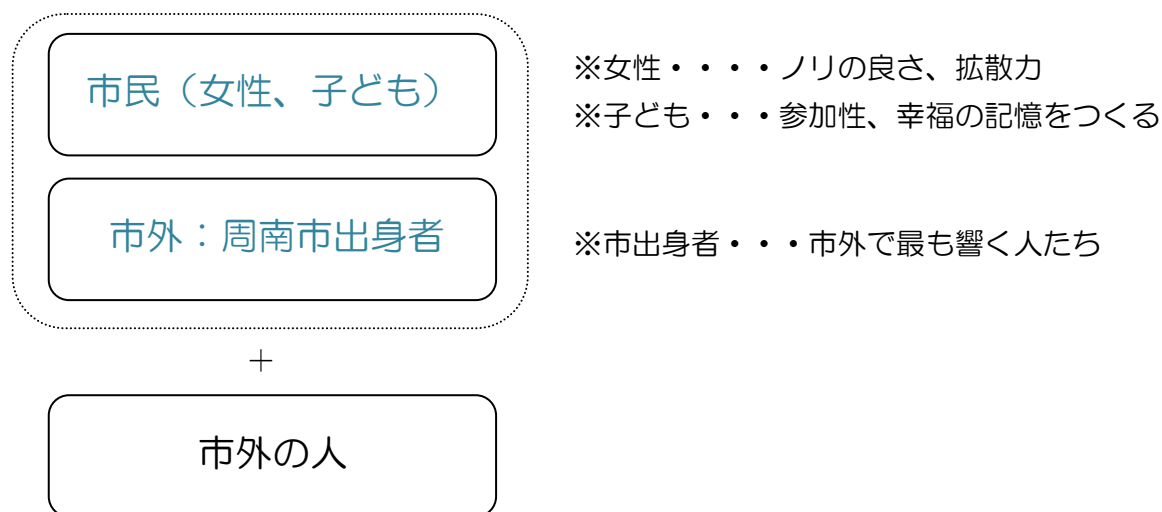 市民（女性、子ども）
※女性・・・・ノリの良さ、拡散力
※子ども・・・参加性、幸福の記憶をつくる
市外：周南市出身者
※市出身者・・・市外で最も響く人たち
＋
市外の人